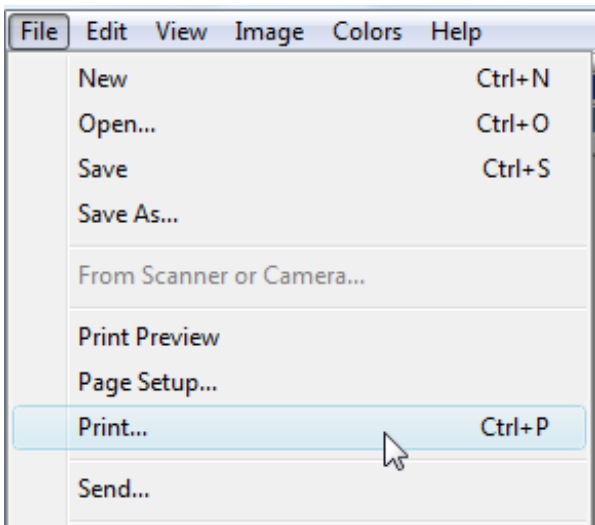 File Edit View Image Colors Help
New Ctrl+N
Open... Ctrl+O
Save Ctrl+S
Save As...
From Scanner or Camera...
Print Preview
Page Setup...
Print... Ctrl+P
Send...